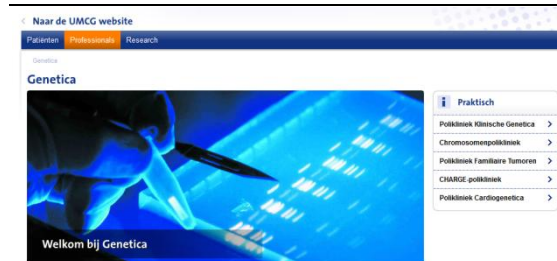 Naar de UMCG website
Patiënten Professionals Research
Genetica
Genetica
Welkom bij Genetica
Praktisch
Polikliniek Klinische Genetica
Chromosomenpolikliniek
Polikliniek Familiaire Tumoren
CHARGE-polikliniek
Polikliniek Cardiogenetica